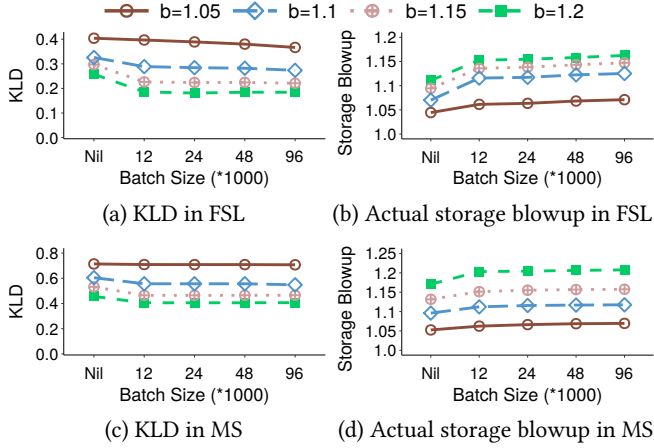 b=1.05 b=1.1 b=1.15 b=1.2
KLD
0.4
0.3
0.2
0.1
0.0
Nil 12 24 48 96
Batch Size (*1000)
(a) KLD in FSL
Storage Blowup
1.2
1.15
1.10
1.05
1.0
Nil 12 24 48 96
Batch Size (*1000)
(b) Actual storage blowup in FSL
KLD
0.8
0.6
0.4
0.2
0.0
Nil 12 24 48 96
Batch Size (*1000)
(c) KLD in MS
Storage Blowup
1.25
1.20
1.15
1.1
1.05
1.0
Nil 12 24 48 96
Batch Size (*1000)
(d) Actual storage blowup in MS